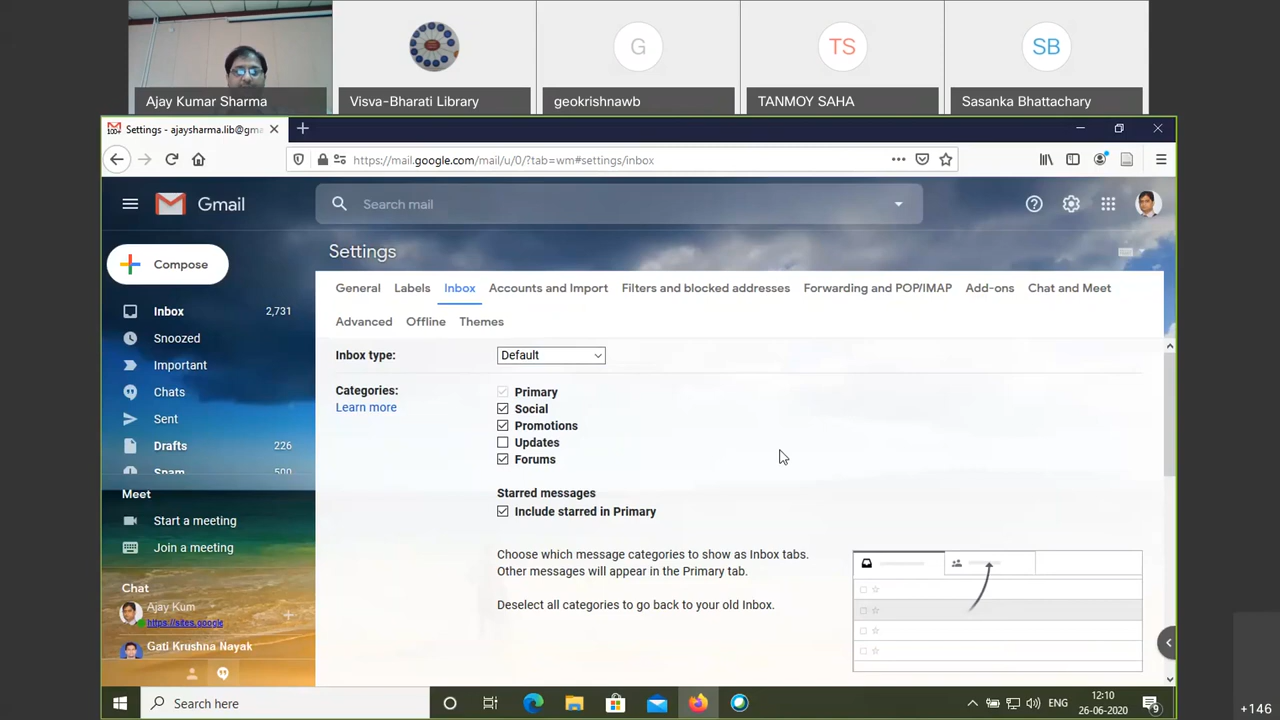 G
TS
SB
Ajay Kumar Sharma
Visva-Bharati Library
geokrishnawb
TANMOY SAHA
Sasanka Bhattachary
Settings - ajaysharma.lib@gma
https://mail.google.com/mail/u/0/?tab=wm#settings/inbox
Gmail
Search mail
Settings
Compose
General Labels Inbox Accounts and Import Filters and blocked addresses Forwarding and POP/IMAP Add-ons Chat and Meet
Advanced Offline Themes
Inbox 2,731
Snoozed
Important
Chats
Sent
Drafts 226
Spam 500
Meet
Start a meeting
Join a meeting
Chat
Ajay Kum
https://sites.google
Gati Krushna Nayak
Inbox type: Default
Categories:
Learn more
Primary
Social
Promotions
Updates
Forums
Starred messages
Include starred in Primary
Choose which message categories to show as Inbox tabs.
Other messages will appear in the Primary tab.
Deselect all categories to go back to your old Inbox.
Search here
ENG
12:10
26-06-2020
9
+146